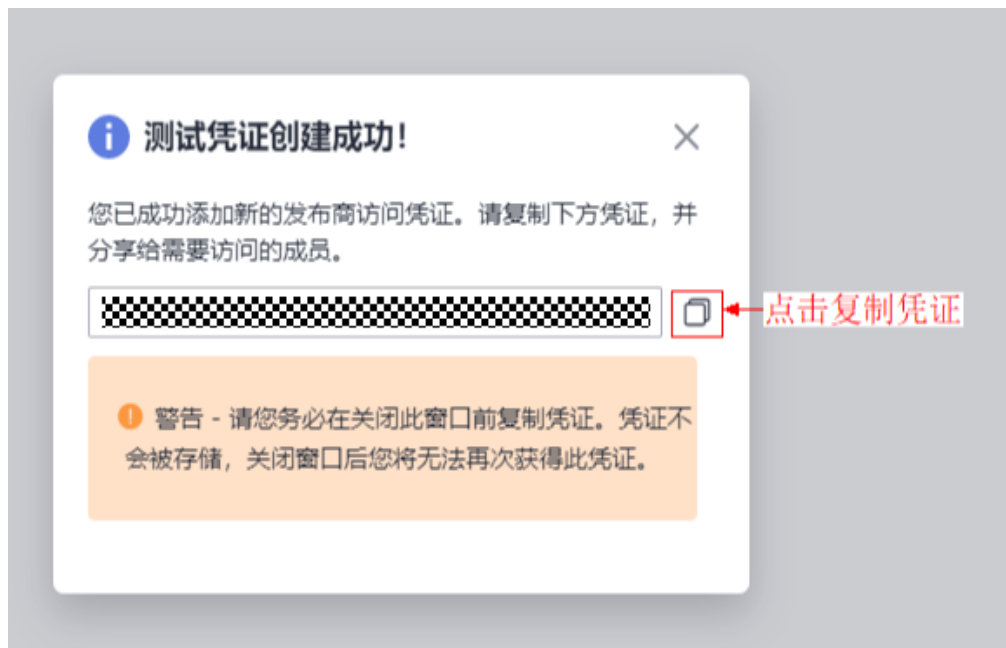 测试凭证创建成功！
您已成功添加新的发布商访问凭证。请复制下方凭证，并
分享给需要访问的成员。
点击复制凭证
警告 - 请您务必在关闭此窗口前复制凭证。凭证不
会被存储，关闭窗口后您将无法再次获得此凭证。